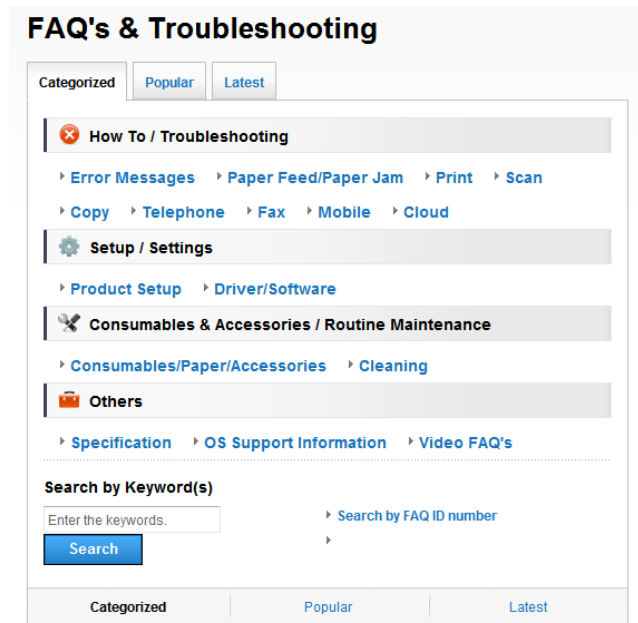 FAQ's & Troubleshooting
Categorized Popular Latest
How To / Troubleshooting
Error Messages Paper Feed/Paper Jam Print Scan
Copy Telephone Fax Mobile Cloud
Setup / Settings
Product Setup Driver/Software
Consumables & Accessories / Routine Maintenance
Consumables/Paper/Accessories Cleaning
Others
Specification OS Support Information Video FAQ's
Search by Keyword(s)
Enter the keywords. Search by FAQ ID number
Search
Categorized Popular Latest